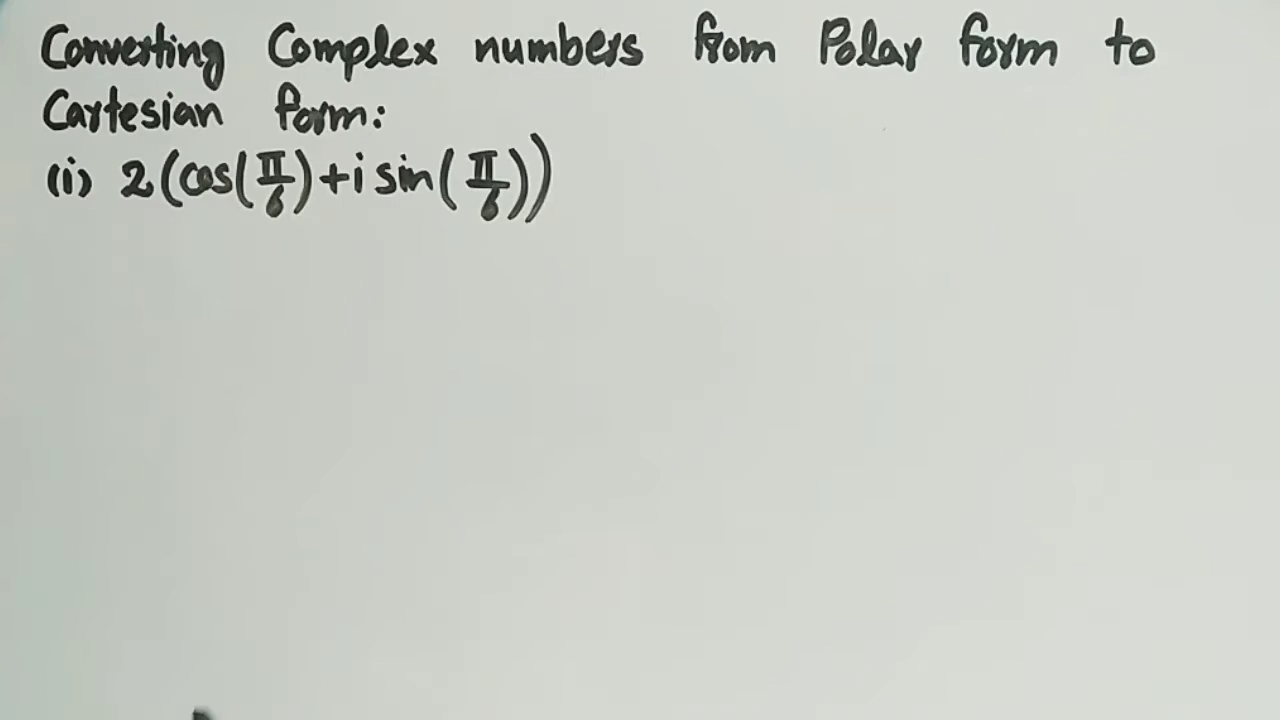 Converting Complex numbers from Polar form to
Cartesian form:
(i) 2(cos(π/6)+i sin(π/6))